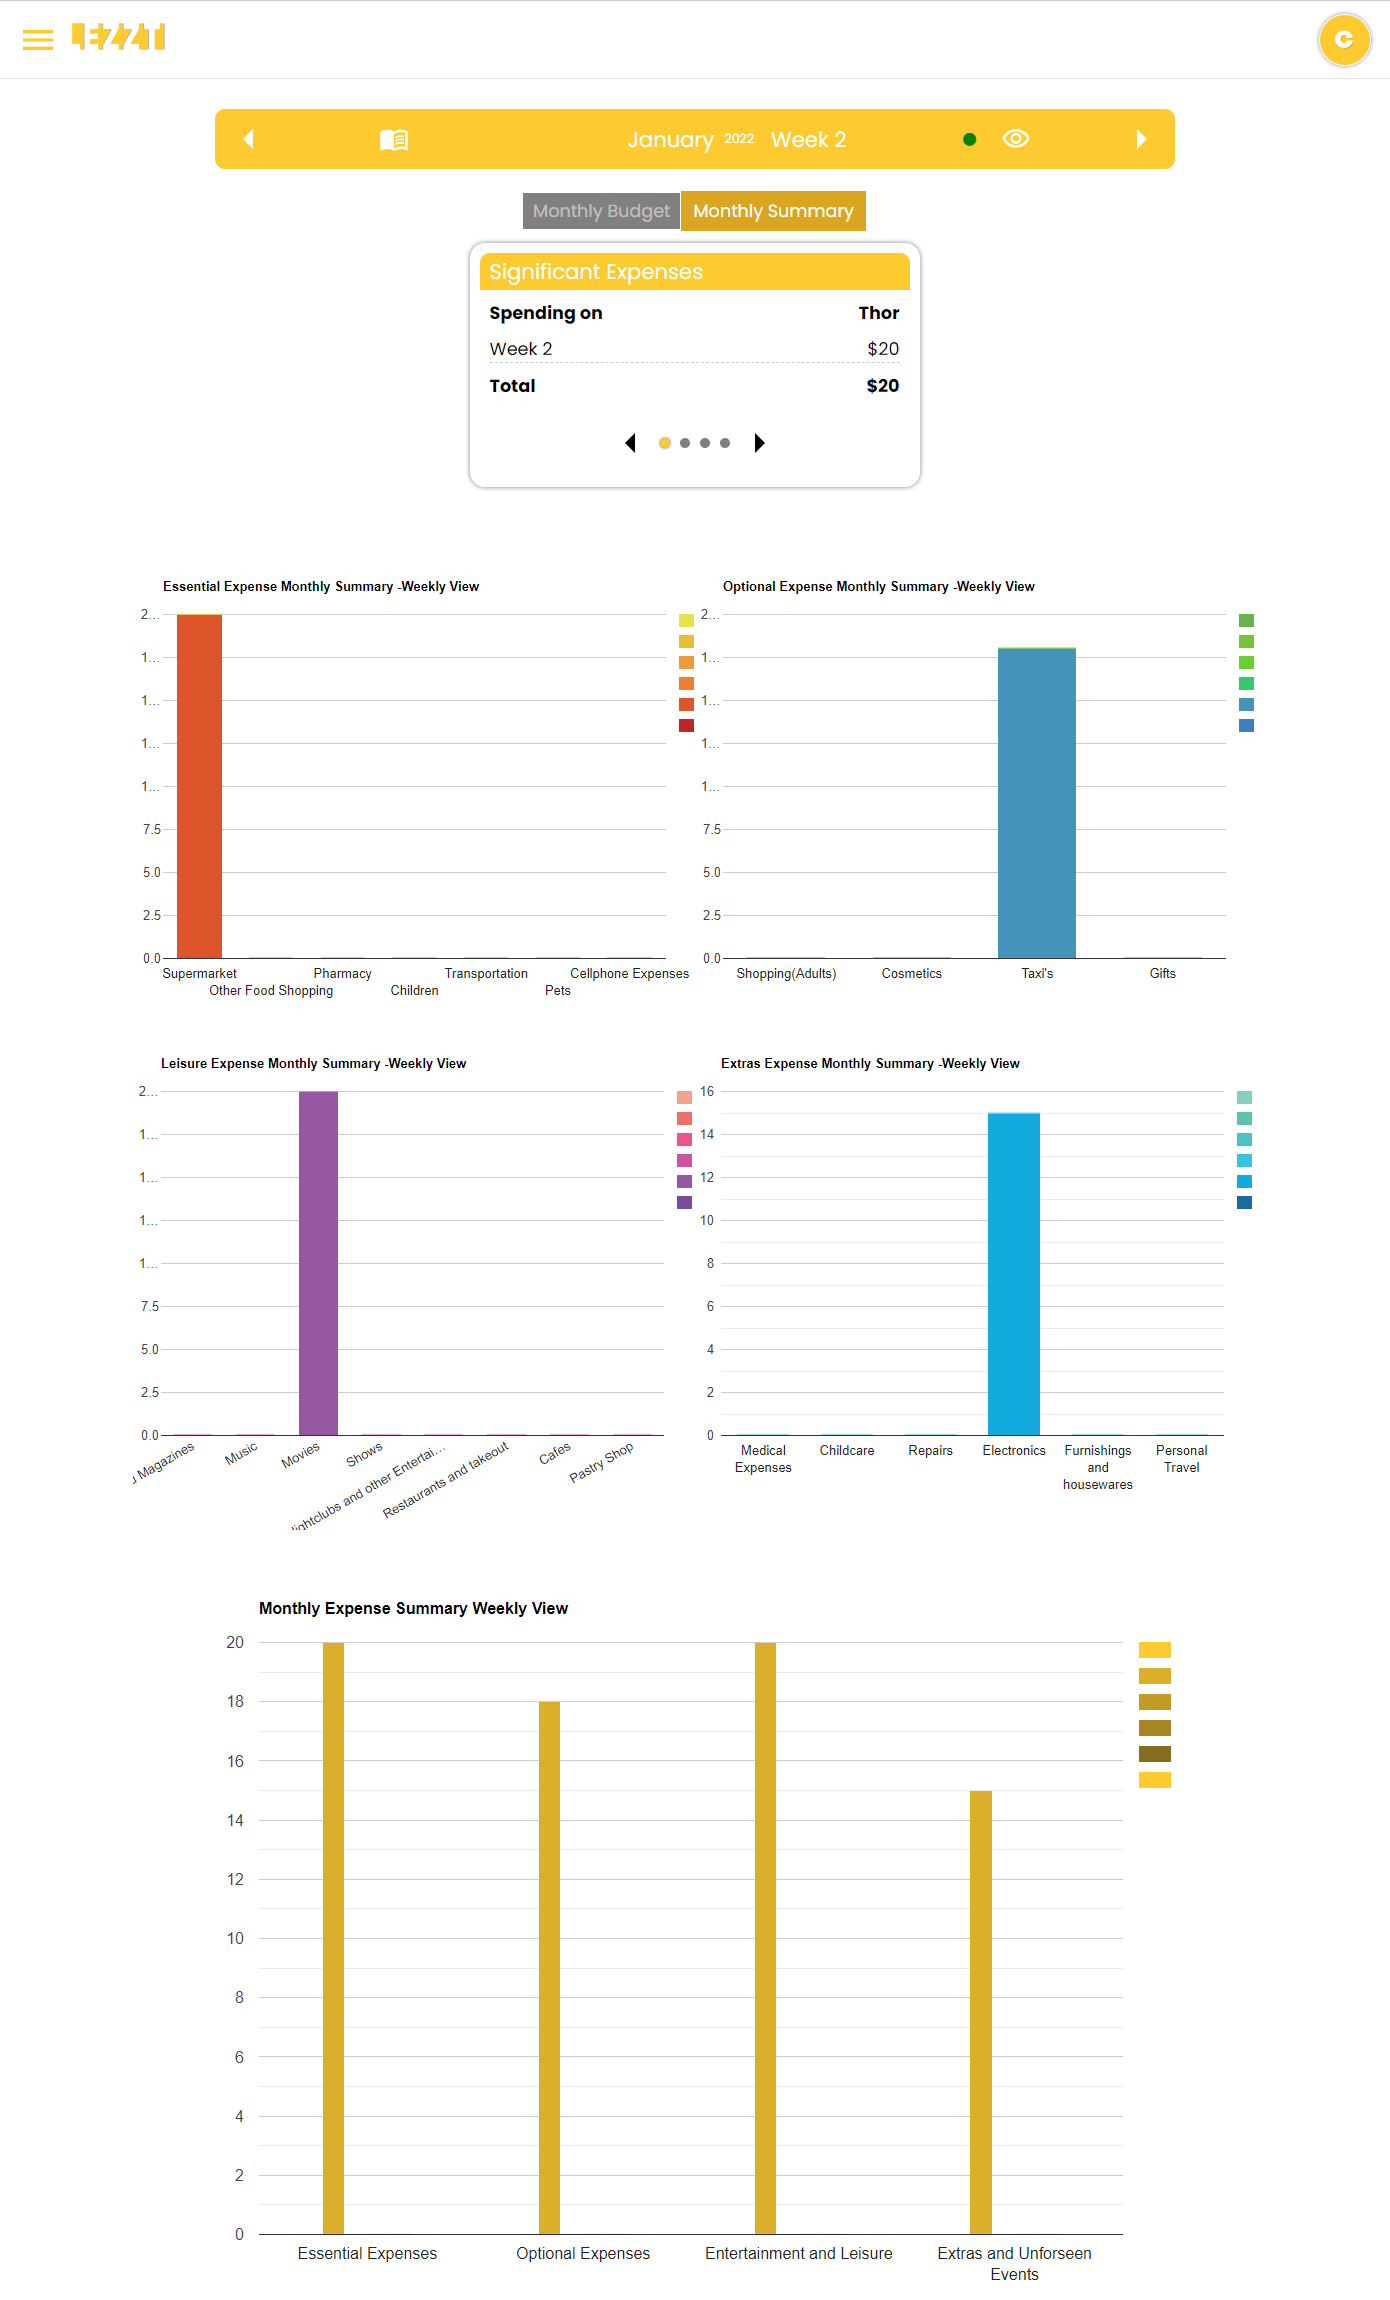 C
January 2022 Week 2
Monthly Budget Monthly Summary
Significant Expenses
Spending on Thor
Week 2 $20
Total $20
Essential Expense Monthly Summary -Weekly View
2...
1...
1...
1...
1...
7.5
5.0
2.5
0.0
Supermarket Pharmacy Transportation Cellphone Expenses
Other Food Shopping Children Pets
Optional Expense Monthly Summary -Weekly View
2...
1...
1...
1...
1...
7.5
5.0
2.5
0.0
Shopping(Adults) Cosmetics Taxi's Gifts
Leisure Expense Monthly Summary -Weekly View
2...
1...
1...
1...
1...
7.5
5.0
2.5
0.0
Magazines
Music
Movies
Shows
and other Entertai...
Restaurants and takeout
Cafes
Pastry Shop
Extras Expense Monthly Summary -Weekly View
16
14
12
10
8
6
4
2
0
Medical Childcare Repairs Electronics Furnishings Personal
Expenses and Travel
housewares
Monthly Expense Summary Weekly View
20
18
16
14
12
10
8
6
4
2
0
Essential Expenses Optional Expenses Entertainment and Leisure Extras and Unforseen
Events